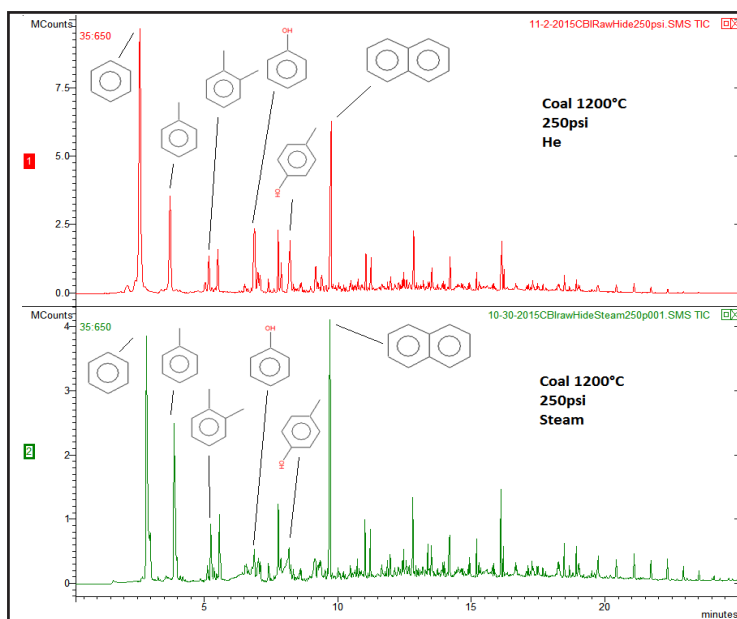 MCounts
11-2-2015CBIRawHide250psi.SMS TIC
35:650
OH
7.5
Coal 1200°C
250psi
He
5.0
1
OH
2.5
0.0
MCounts
10-30-2015CBIrawHideSteam250p001.SMS TIC
4
35:650
OH
Coal 1200°C
250psi
Steam
3
2
2
OH
1
0
5
10
15
20
minutes